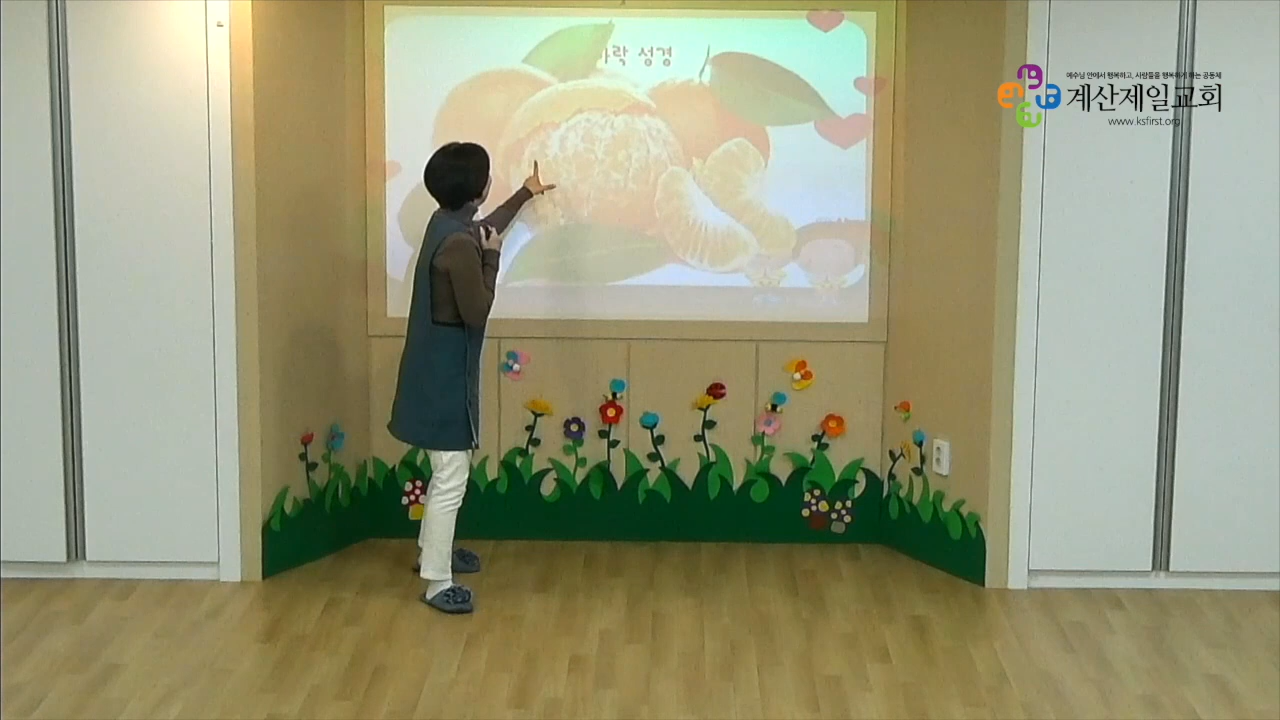 락 성경
예수님 안에서 행복하고, 사람들을 행복하게 하는 공동체
계산제일교회
www.ksfirst.org